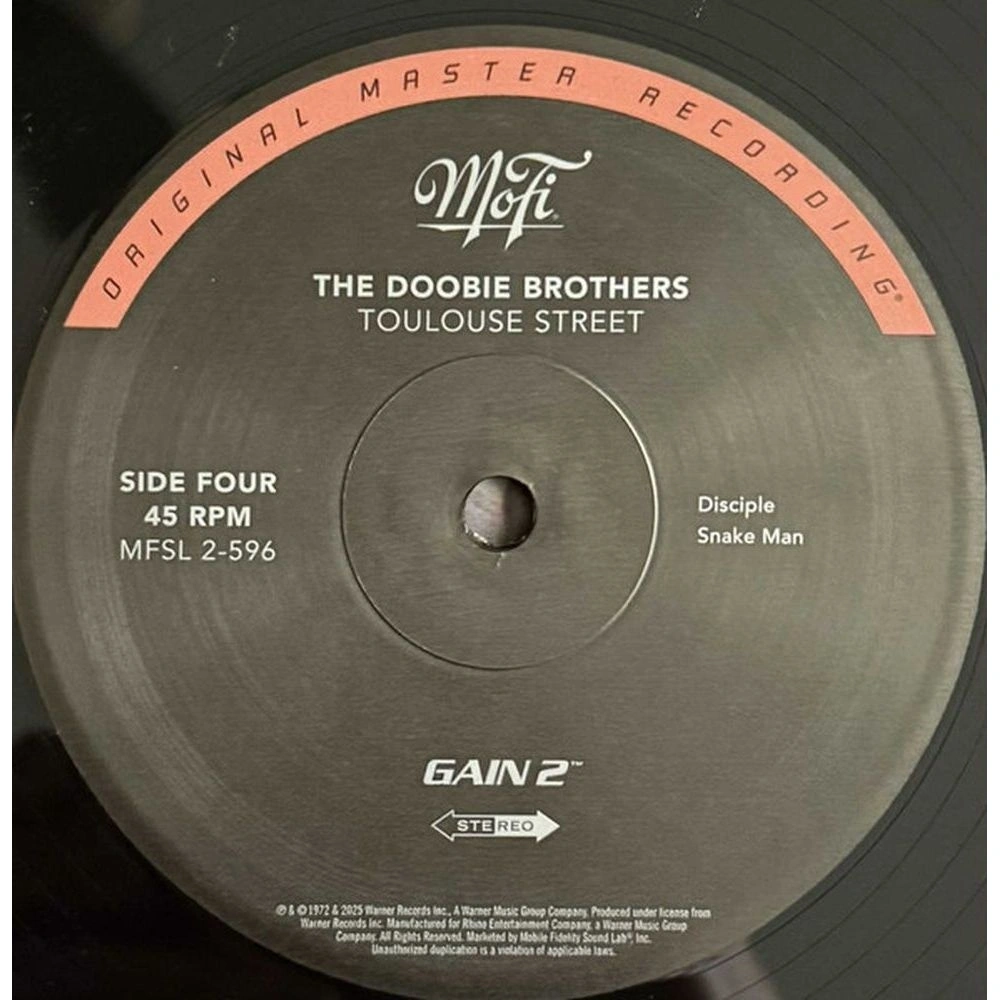 ORIGINAL MASTER RECORDING®
MoFi®
THE DOOBIE BROTHERS
TOULOUSE STREET
SIDE FOUR
45 RPM
MFSL 2-596
Disciple
Snake Man
GAIN 2™
STEREO
℗ & © 1972 & 2025 Warner Records Inc., A Warner Music Group Company. Produced under license from
Warner Records Inc. Manufactured for Rhino Entertainment Company, a Warner Music Group
Company. All Rights Reserved. Marketed by Mobile Fidelity Sound Lab®, Inc.
Unauthorized duplication is a violation of applicable laws.